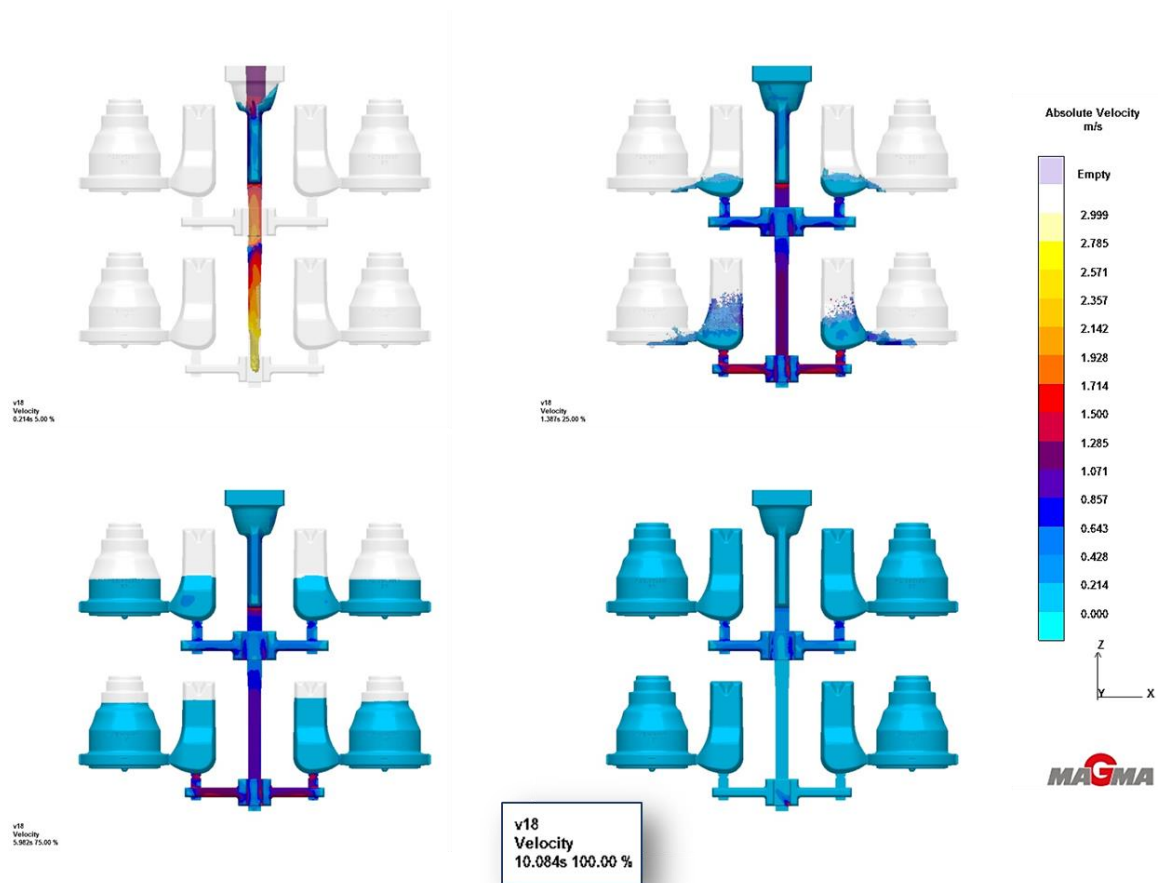 Absolute Velocity
m/s
Empty
2.999
2.785
2.571
2.357
2.142
1.928
1.714
1.500
1.285
1.071
0.857
0.643
0.428
0.214
0.000
v18
Velocity
0.214s 5.00 %
v18
Velocity
1.387s 25.00 %
Z
Y
X
MAGMA
v18
Velocity
5.982s 75.00 %
v18
Velocity
10.084s 100.00 %